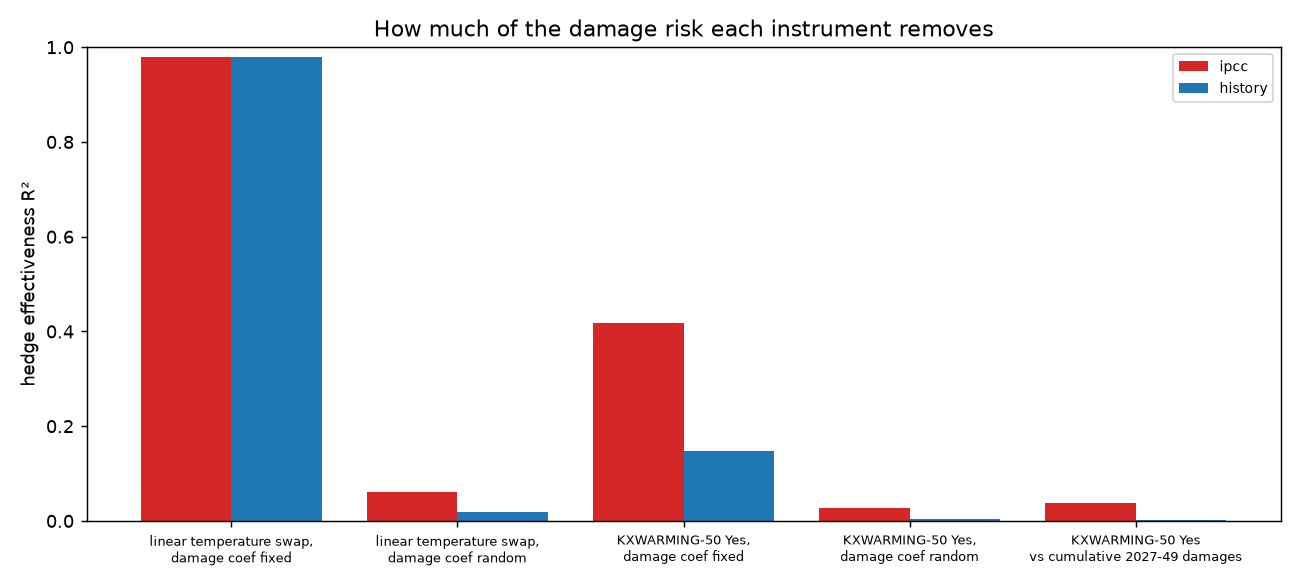 How much of the damage risk each instrument removes
hedge effectiveness R²
1.0
0.8
0.6
0.4
0.2
0.0
ipcc
history
linear temperature swap,
damage coef fixed
linear temperature swap,
damage coef random
KXWARMING-50 Yes,
damage coef fixed
KXWARMING-50 Yes,
damage coef random
KXWARMING-50 Yes
vs cumulative 2027-49 damages